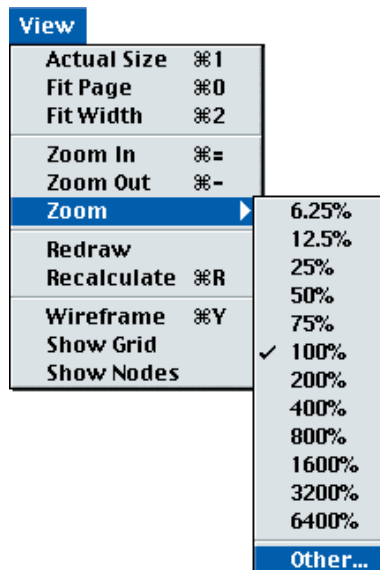 View
Actual Size ⌘1
Fit Page ⌘0
Fit Width ⌘2
Zoom In ⌘=
Zoom Out ⌘-
Zoom
Redraw
Recalculate ⌘R
Wireframe ⌘Y
Show Grid
Show Nodes
6.25%
12.5%
25%
50%
75%
✓ 100%
200%
400%
800%
1600%
3200%
6400%
Other...